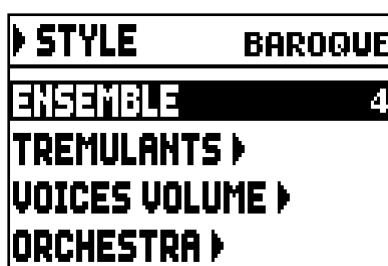 STYLE BAROQUE
ENSEMBLE 4
TREMULANTS
VOICES VOLUME
ORCHESTRA